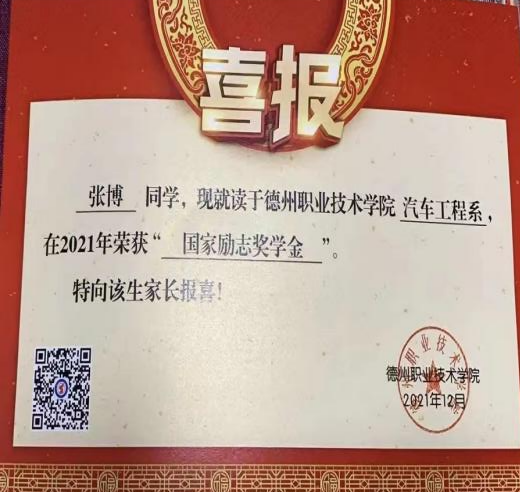 喜报
张博 同学，现就读于德州职业技术学院 汽车工程系，
在2021年荣获“ 国家励志奖学金 ”。
特向该生家长报喜！
德州职业技术学院
2021年12月